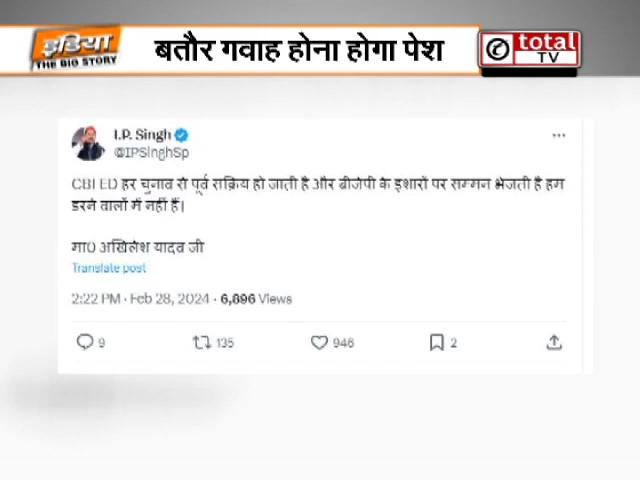 इंडिया
THE BIG STORY
बतौर गवाह होना होगा पेश
total
TV
I.P. Singh
@IPSinghSp
CBI ED हर चुनाव से पूर्व सक्रिय हो जाती है और बीजेपी के इशारों पर सम्मन भेजती है हम
डरने वालों में नहीं हैं।
मा0 अखिलेश यादव जी
Translate post
2:22 PM · Feb 28, 2024 · 6,896 Views
9 135 946 2